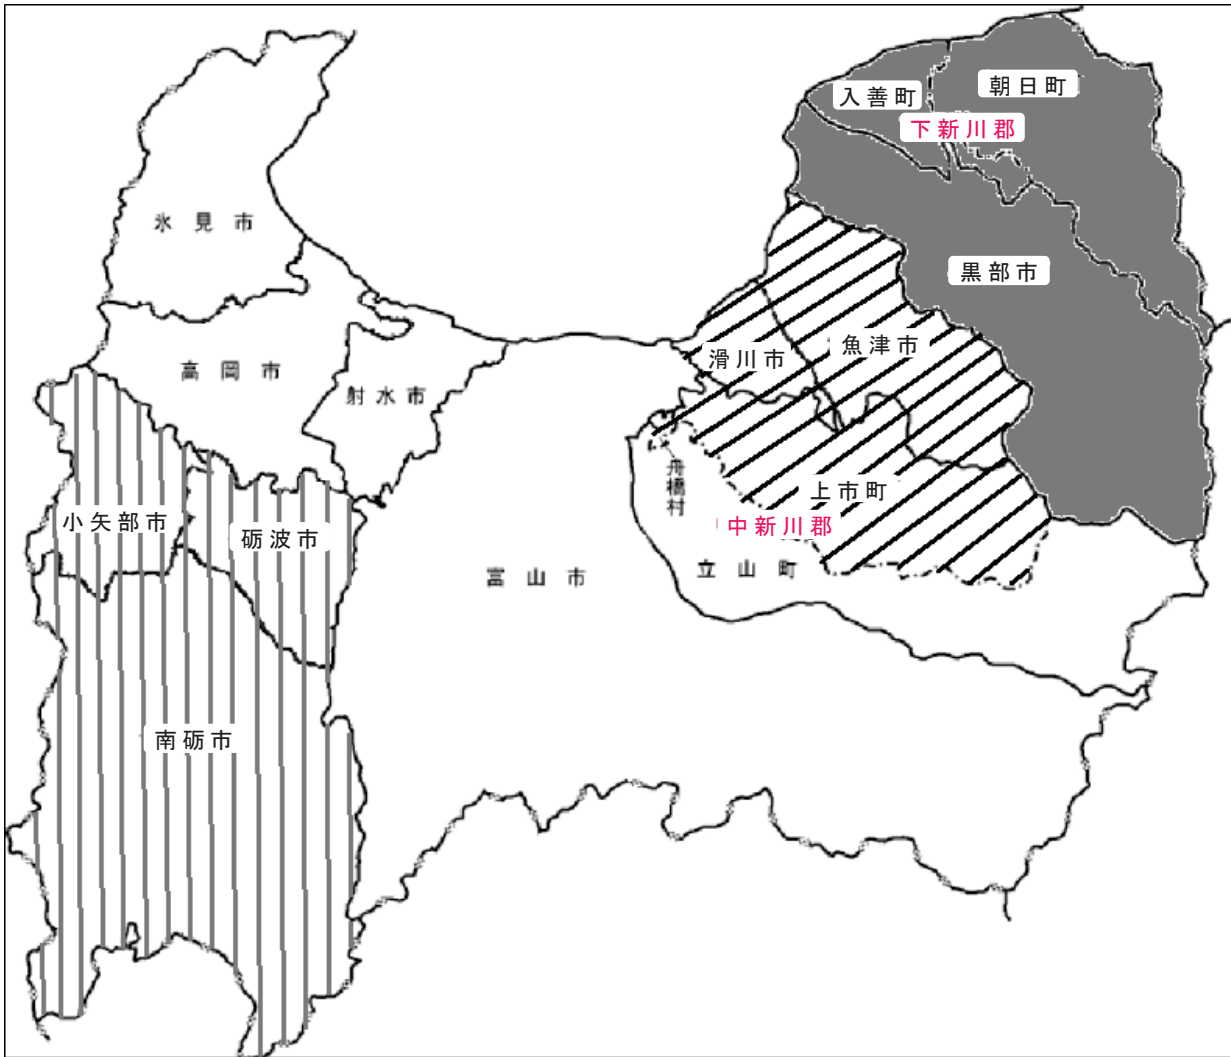 朝日町
入善町
下新川郡
氷見市
黒部市
魚津市
滑川市
高岡市
射水市
舟橋村
上市町
小矢部市
砺波市
中新川郡
富山市
立山町
南砺市